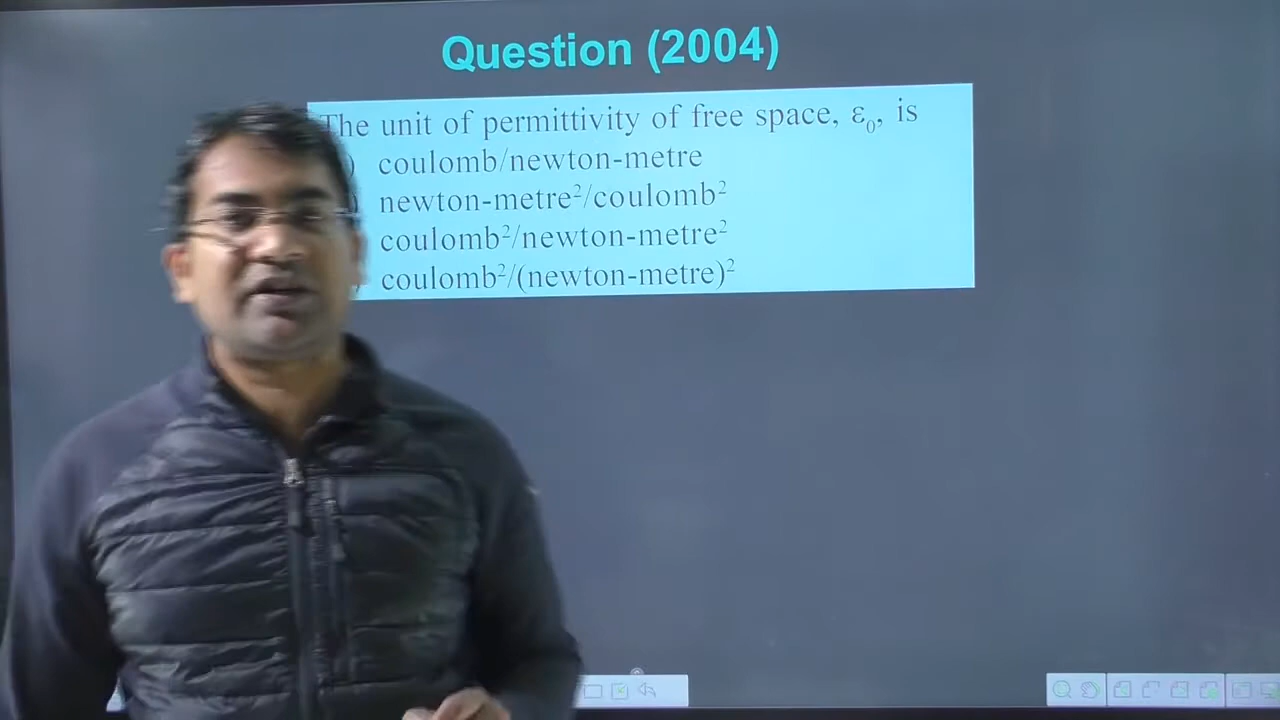 Question (2004)
The unit of permittivity of free space, ε₀, is
) coulomb/newton-metre
) newton-metre²/coulomb²
coulomb²/newton-metre²
coulomb²/(newton-metre)²